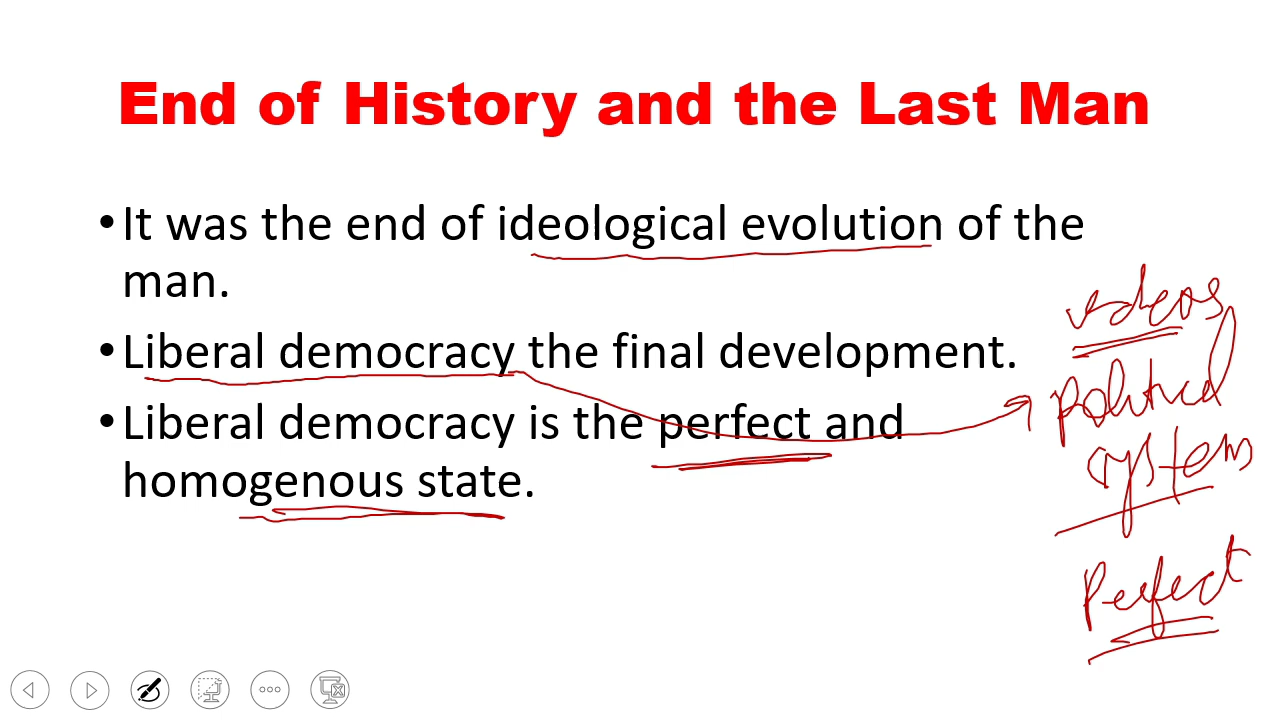 End of History and the Last Man
•It was the end of ideological evolution of the
man.
•Liberal democracy the final development.
•Liberal democracy is the perfect and
homogenous state.
political
system
Perfect